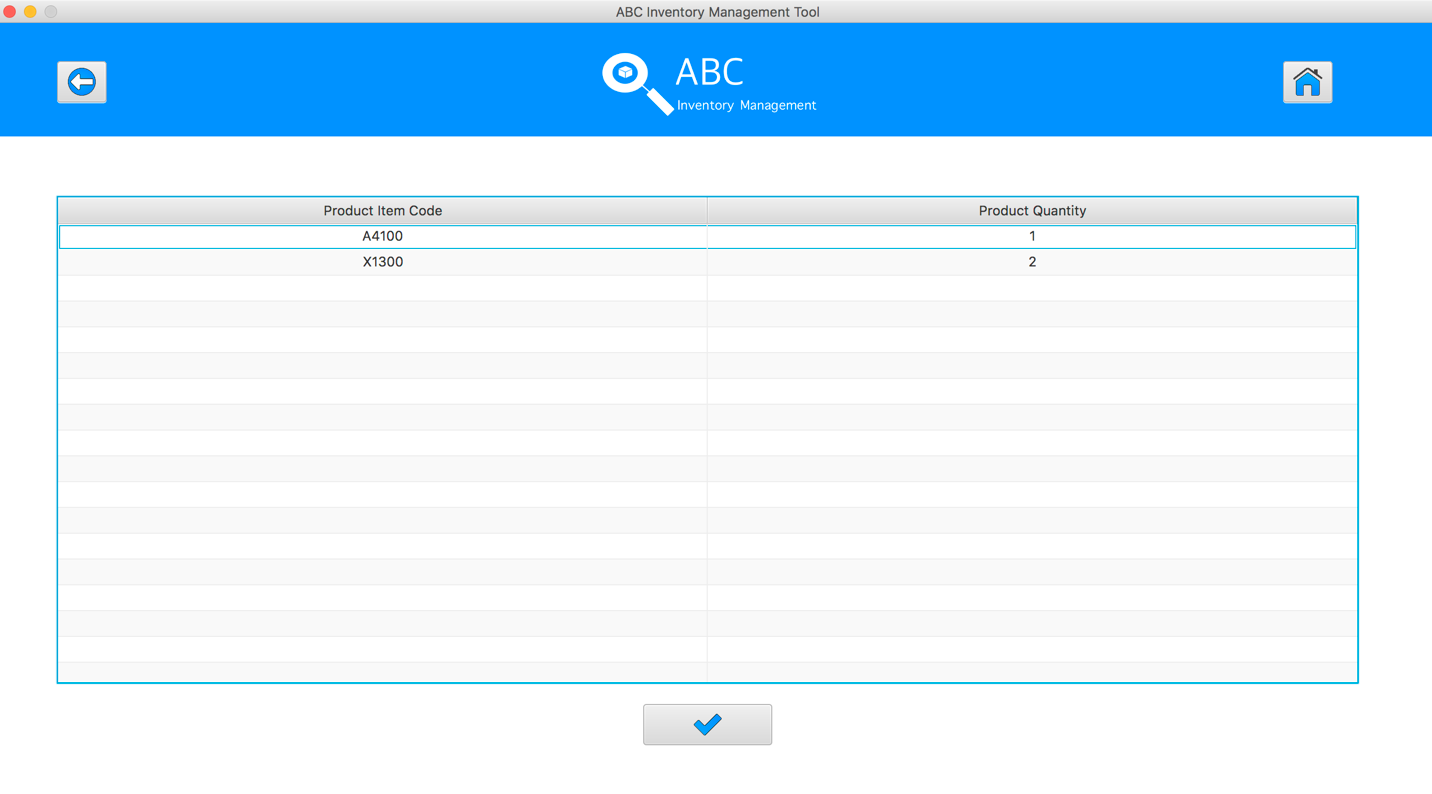 ABC Inventory Management Tool
ABC
Inventory Management
Product Item Code Product Quantity
A4100 1
X1300 2